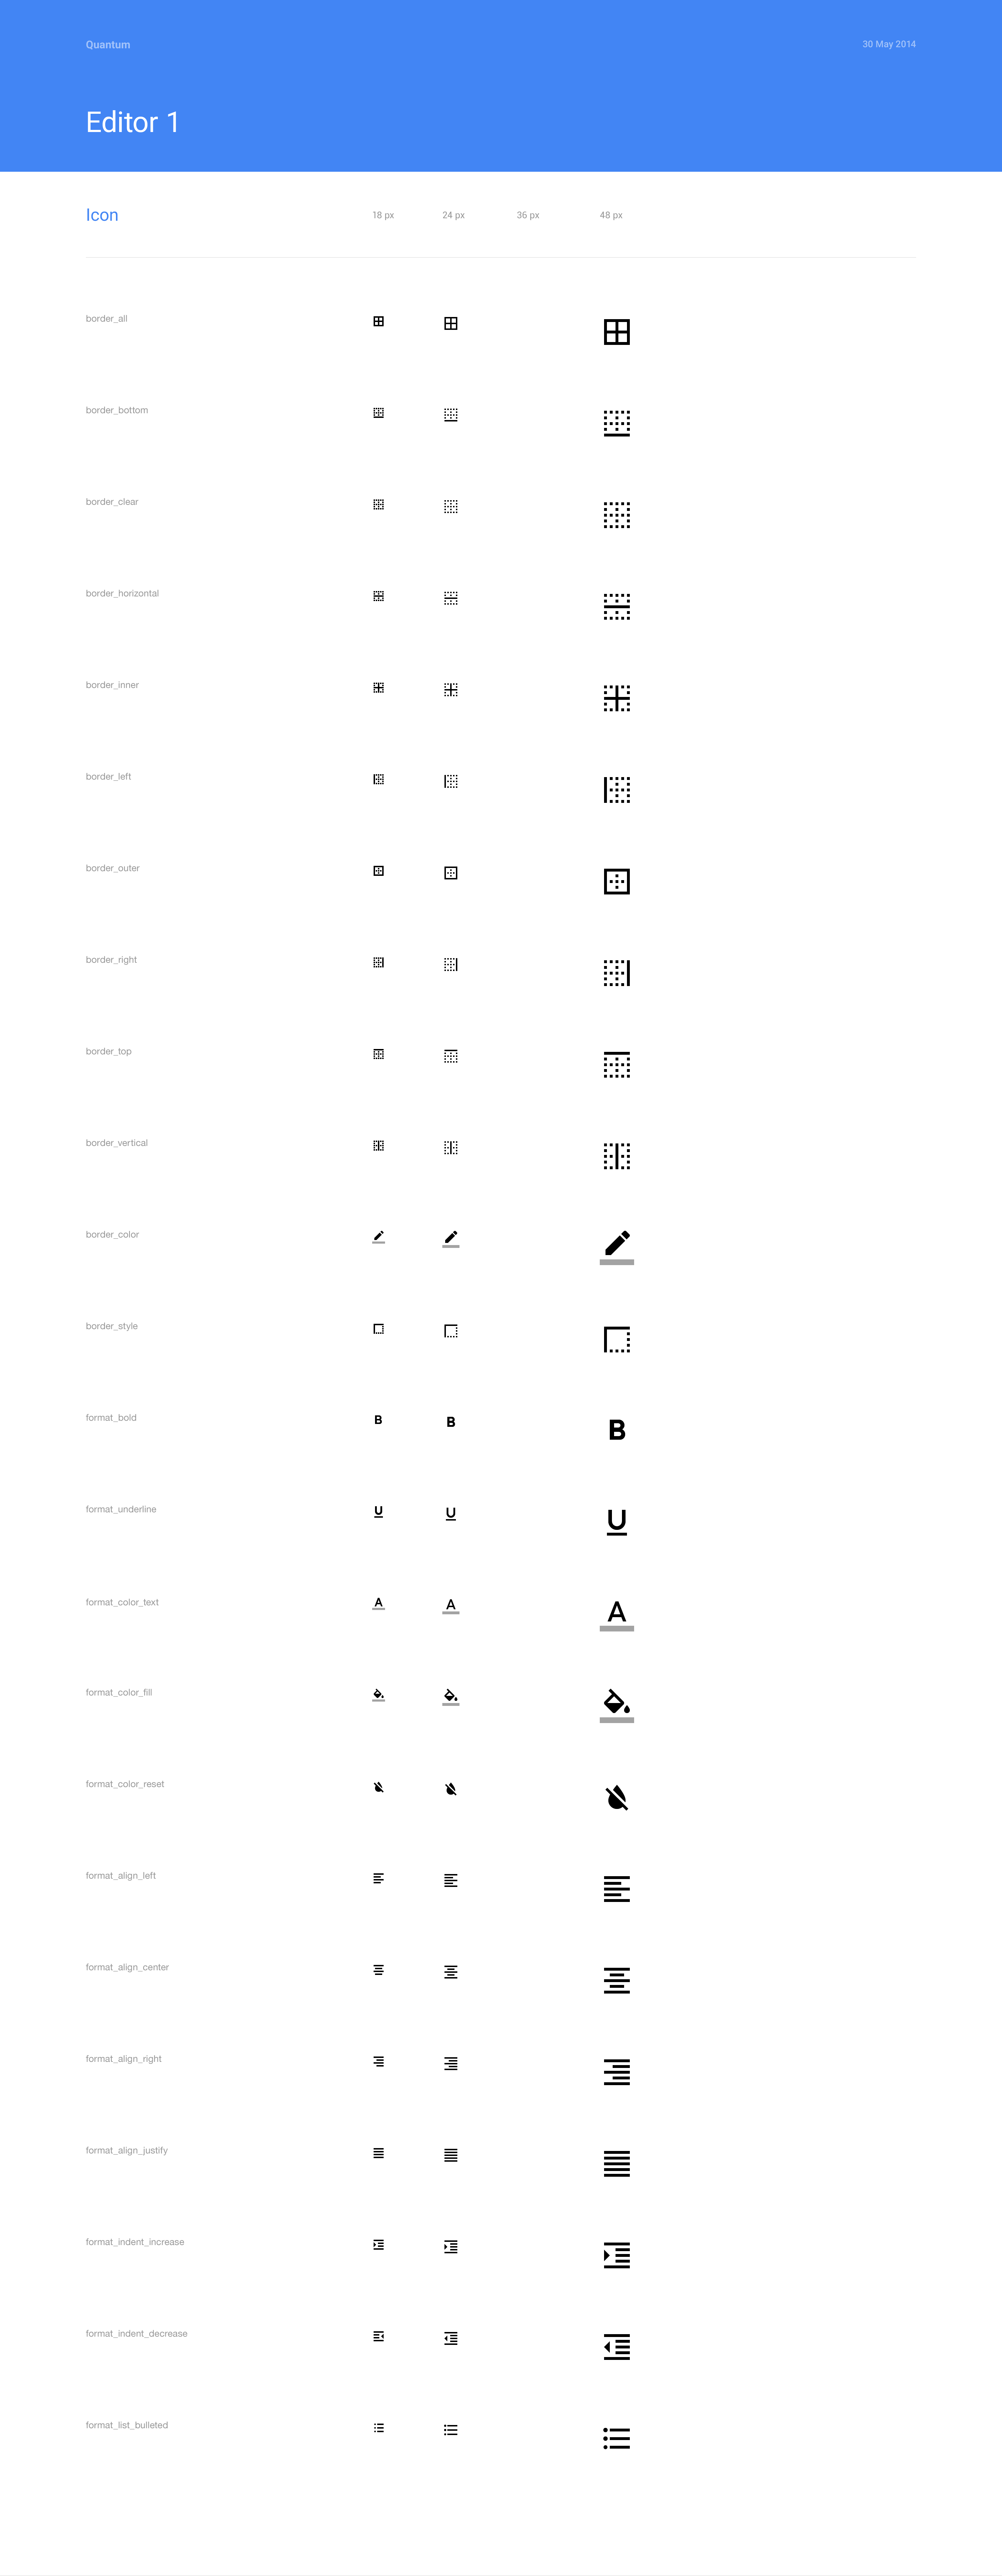 Quantum 30 May 2014
Editor 1
Icon 18 px 24 px 36 px 48 px
border_all
border_bottom
border_clear
border_horizontal
border_inner
border_left
border_outer
border_right
border_top
border_vertical
border_color
border_style
format_bold
format_underline
format_color_text
format_color_fill
format_color_reset
format_align_left
format_align_center
format_align_right
format_align_justify
format_indent_increase
format_indent_decrease
format_list_bulleted